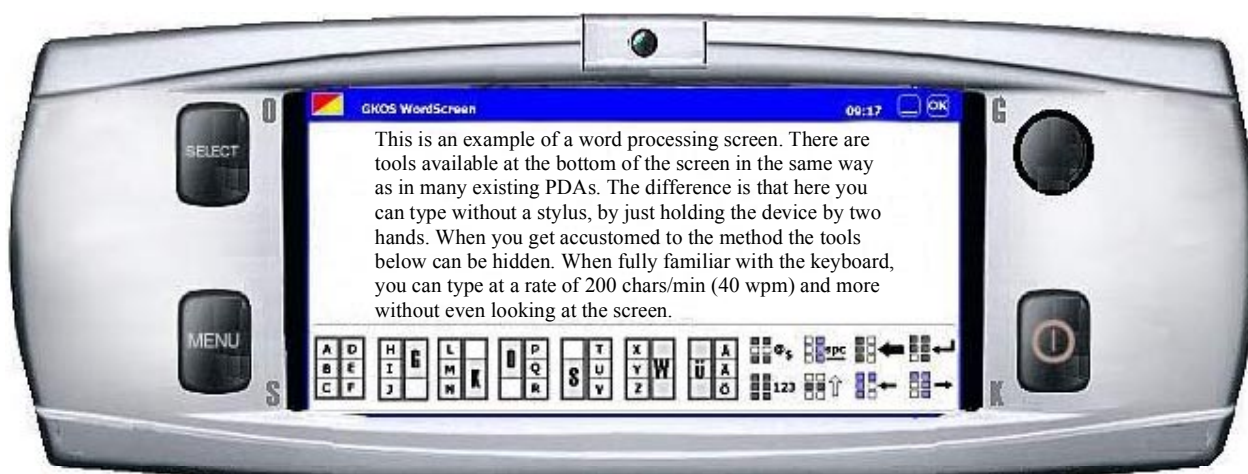 O
G
GKOS WordScreen 09:17 OK
SELECT
This is an example of a word processing screen. There are
tools available at the bottom of the screen in the same way
as in many existing PDAs. The difference is that here you
can type without a stylus, by just holding the device by two
hands. When you get accustomed to the method the tools
below can be hidden. When fully familiar with the keyboard,
you can type at a rate of 200 chars/min (40 wpm) and more
without even looking at the screen.
MENU
A D H G L O P T X W Å @$ spc
B E I M Q S U Y Ü Ä
C F J N K R V Z Ö 123
S
K